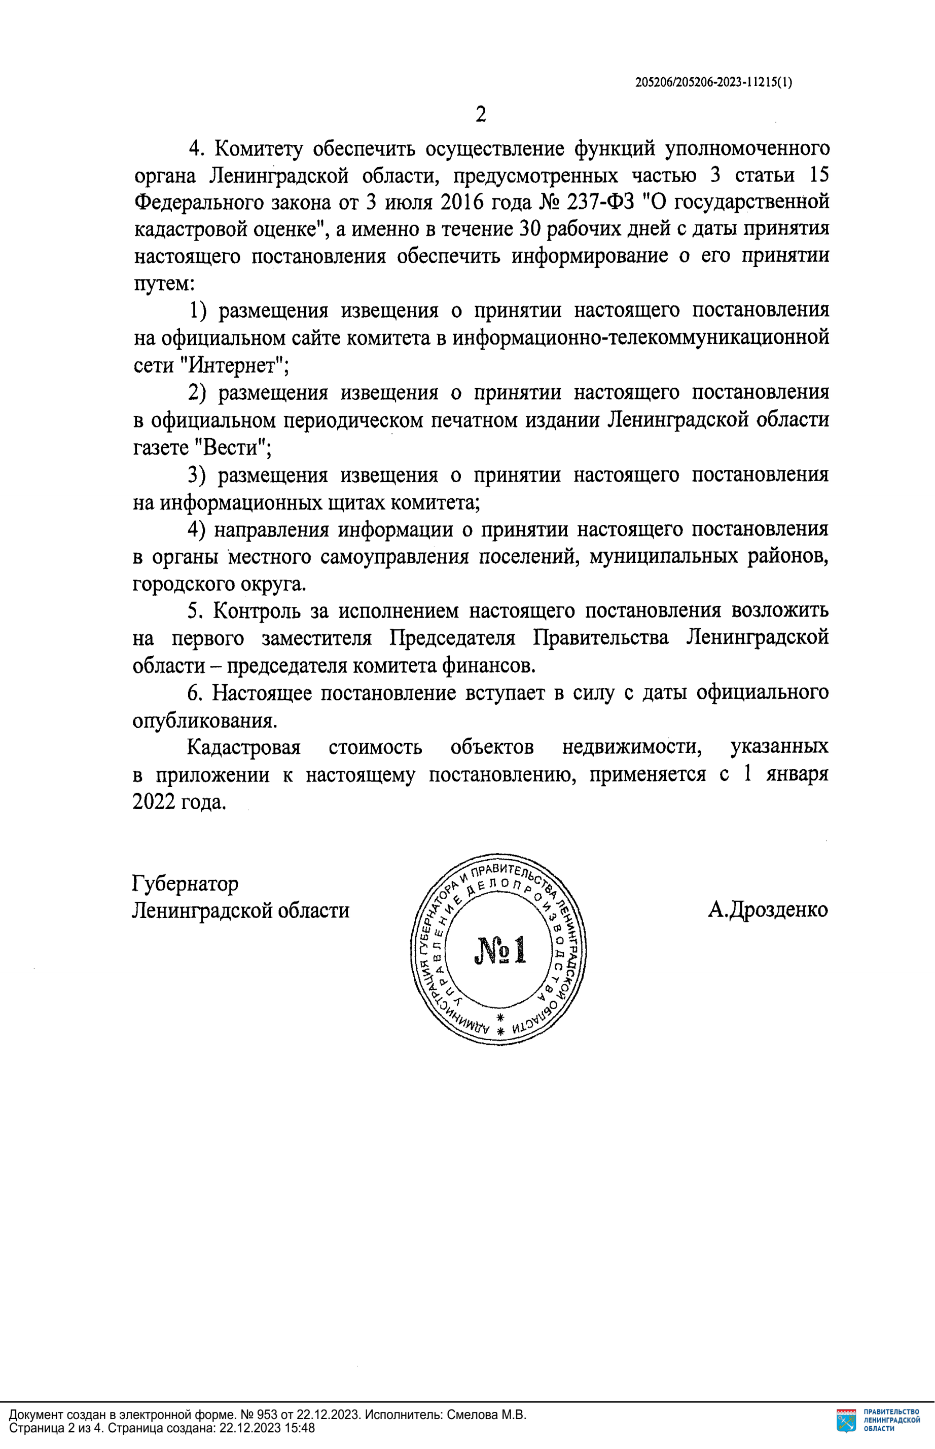 205206/205206-2023-11215(1)
2
4. Комитету обеспечить осуществление функций уполномоченного
органа Ленинградской области, предусмотренных частью 3 статьи 15
Федерального закона от 3 июля 2016 года № 237-ФЗ "О государственной
кадастровой оценке", а именно в течение 30 рабочих дней с даты принятия
настоящего постановления обеспечить информирование о его принятии
путем:
1) размещения извещения о принятии настоящего постановления
на официальном сайте комитета в информационно-телекоммуникационной
сети "Интернет";
2) размещения извещения о принятии настоящего постановления
в официальном периодическом печатном издании Ленинградской области
газете "Вести";
3) размещения извещения о принятии настоящего постановления
на информационных щитах комитета;
4) направления информации о принятии настоящего постановления
в органы местного самоуправления поселений, муниципальных районов,
городского округа.
5. Контроль за исполнением настоящего постановления возложить
на первого заместителя Председателя Правительства Ленинградской
области – председателя комитета финансов.
6. Настоящее постановление вступает в силу с даты официального
опубликования.
Кадастровая стоимость объектов недвижимости, указанных
в приложении к настоящему постановлению, применяется с 1 января
2022 года.
Губернатор
Ленинградской области
А.Дрозденко
АДМИНИСТРАЦИЯ ГУБЕРНАТОРА И ПРАВИТЕЛЬСТВА ЛЕНИНГРАДСКОЙ ОБЛАСТИ *
УПРАВЛЕНИЕ ДЕЛОПРОИЗВОДСТВА *
№1
Документ создан в электронной форме. № 953 от 22.12.2023. Исполнитель: Смелова М.В.
Страница 2 из 4. Страница создана: 22.12.2023 15:48
ПРАВИТЕЛЬСТВО
ЛЕНИНГРАДСКОЙ
ОБЛАСТИ